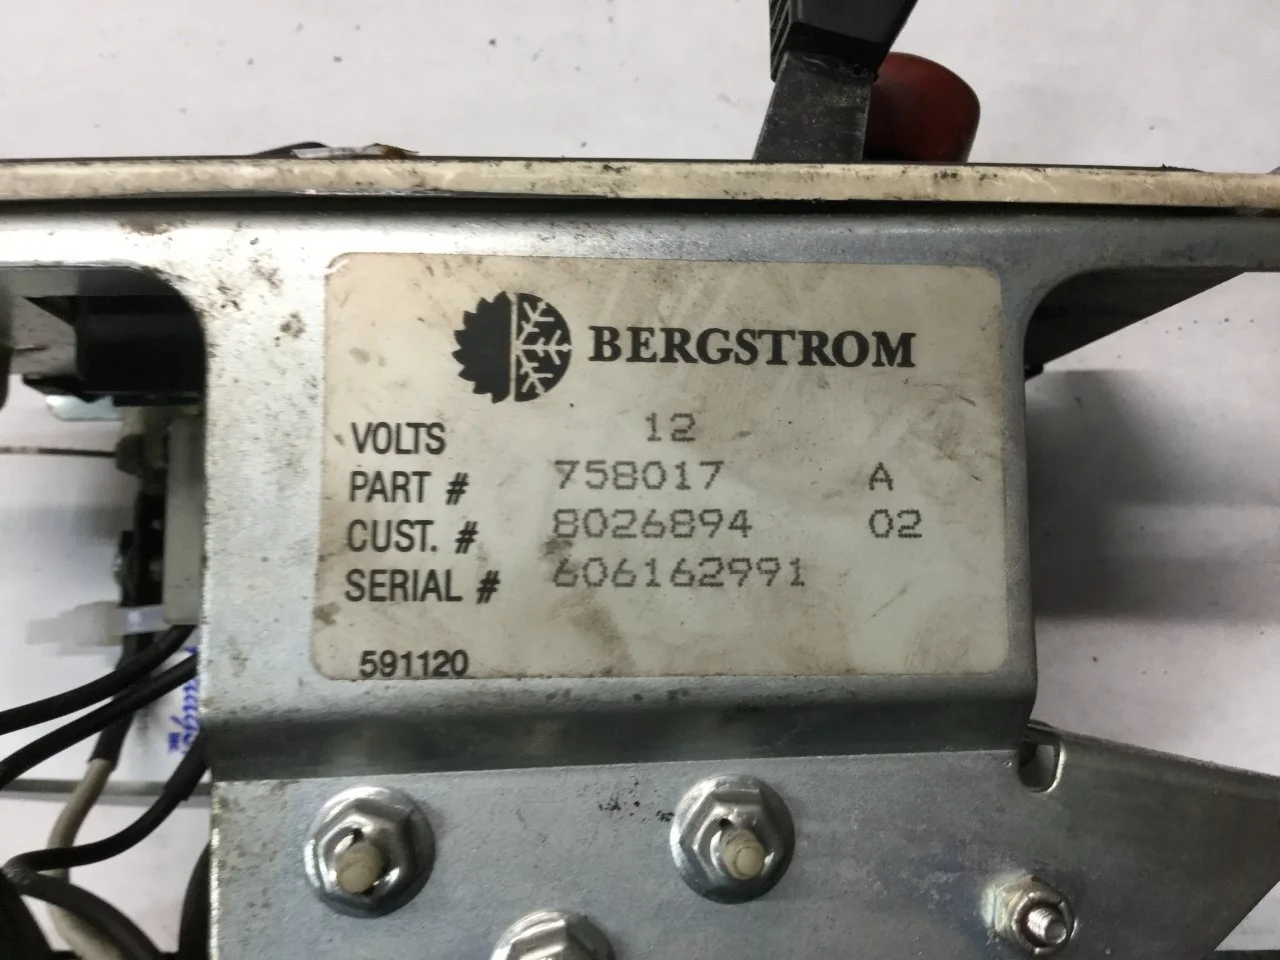 BERGSTROM
VOLTS 12
PART # 758017 A
CUST. # 8026894 02
SERIAL # 606162991
591120